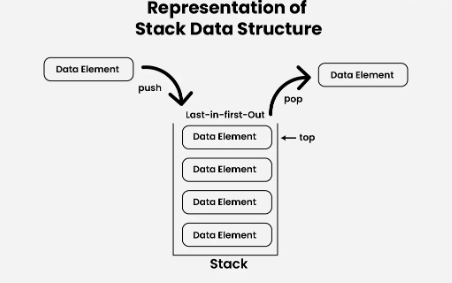 Representation of
Stack Data Structure
Data Element
push
Data Element
pop
Last-in-first-Out
Data Element
top
Data Element
Data Element
Data Element
Stack